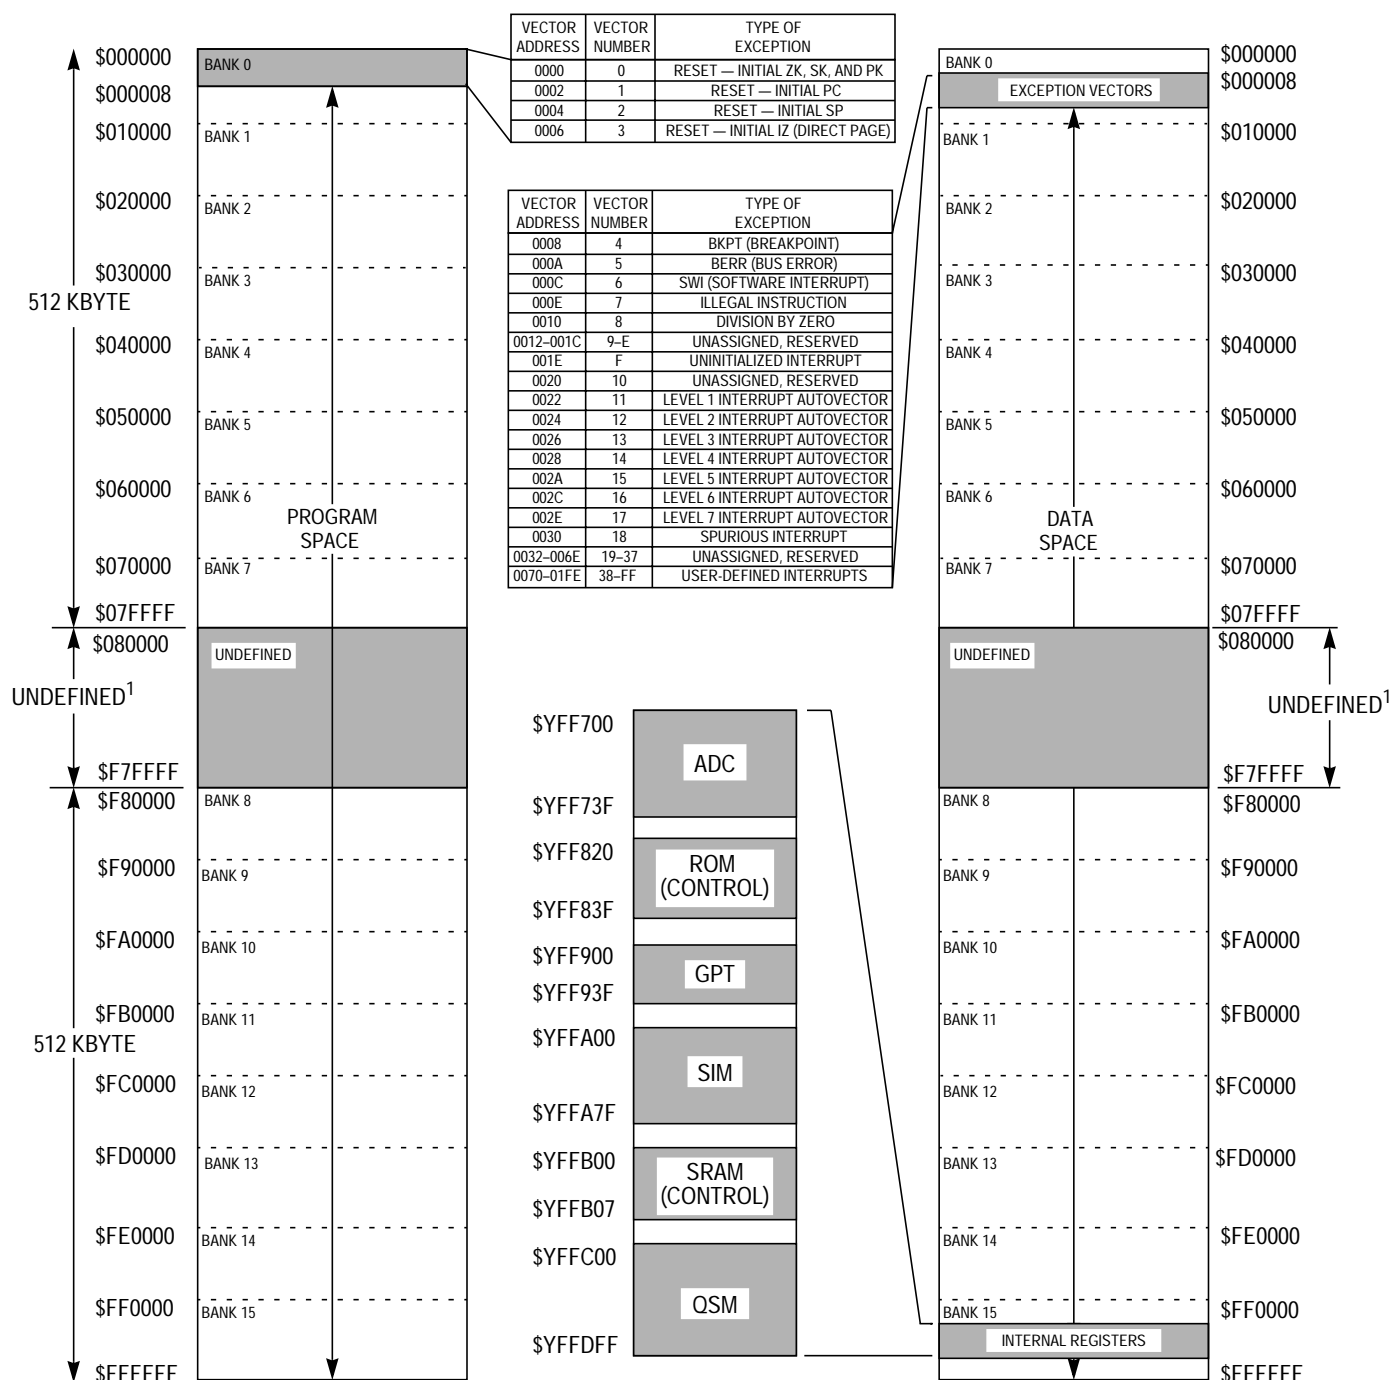 $000000
$000008
$010000
$020000
$030000
512 KBYTE
$040000
$050000
$060000
$070000
$07FFFF
$080000
UNDEFINED1
$F7FFFF
$F80000
$F90000
$FA0000
$FB0000
512 KBYTE
$FC0000
$FD0000
$FE0000
$FF0000
$FFFFFF
BANK 0
BANK 1
BANK 2
BANK 3
BANK 4
BANK 5
BANK 6
PROGRAM
SPACE
BANK 7
UNDEFINED
BANK 8
BANK 9
BANK 10
BANK 11
BANK 12
BANK 13
BANK 14
BANK 15
VECTOR ADDRESS VECTOR NUMBER TYPE OF EXCEPTION
0000 0 RESET — INITIAL ZK, SK, AND PK
0002 1 RESET — INITIAL PC
0004 2 RESET — INITIAL SP
0006 3 RESET — INITIAL IZ (DIRECT PAGE)
VECTOR ADDRESS VECTOR NUMBER TYPE OF EXCEPTION
0008 4 BKPT (BREAKPOINT)
000A 5 BERR (BUS ERROR)
000C 6 SWI (SOFTWARE INTERRUPT)
000E 7 ILLEGAL INSTRUCTION
0010 8 DIVISION BY ZERO
0012–001C 9–E UNASSIGNED, RESERVED
001E F UNINITIALIZED INTERRUPT
0020 10 UNASSIGNED, RESERVED
0022 11 LEVEL 1 INTERRUPT AUTOVECTOR
0024 12 LEVEL 2 INTERRUPT AUTOVECTOR
0026 13 LEVEL 3 INTERRUPT AUTOVECTOR
0028 14 LEVEL 4 INTERRUPT AUTOVECTOR
002A 15 LEVEL 5 INTERRUPT AUTOVECTOR
002C 16 LEVEL 6 INTERRUPT AUTOVECTOR
002E 17 LEVEL 7 INTERRUPT AUTOVECTOR
0030 18 SPURIOUS INTERRUPT
0032–006E 19–37 UNASSIGNED, RESERVED
0070–01FE 38–FF USER-DEFINED INTERRUPTS
$YFF700
ADC
$YFF73F
$YFF820
ROM
(CONTROL)
$YFF83F
$YFF900
GPT
$YFF93F
$YFFA00
SIM
$YFFA7F
$YFFB00
SRAM
(CONTROL)
$YFFB07
$YFFC00
QSM
$YFFDFF
BANK 0
EXCEPTION VECTORS
BANK 1
BANK 2
BANK 3
BANK 4
BANK 5
BANK 6
DATA
SPACE
BANK 7
UNDEFINED
BANK 8
BANK 9
BANK 10
BANK 11
BANK 12
BANK 13
BANK 14
BANK 15
INTERNAL REGISTERS
$000000
$000008
$010000
$020000
$030000
$040000
$050000
$060000
$070000
$07FFFF
$080000
UNDEFINED1
$F7FFFF
$F80000
$F90000
$FA0000
$FB0000
$FC0000
$FD0000
$FE0000
$FF0000
$FFFFFF